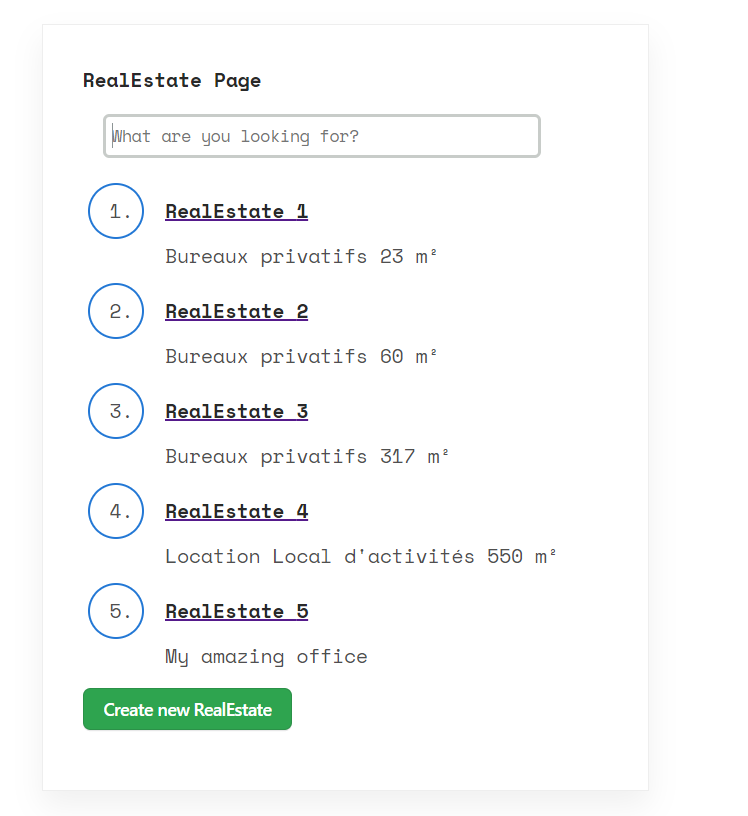 RealEstate Page
What are you looking for?
1. RealEstate 1
Bureaux privatifs 23 m²
2. RealEstate 2
Bureaux privatifs 60 m²
3. RealEstate 3
Bureaux privatifs 317 m²
4. RealEstate 4
Location Local d'activités 550 m²
5. RealEstate 5
My amazing office
Create new RealEstate